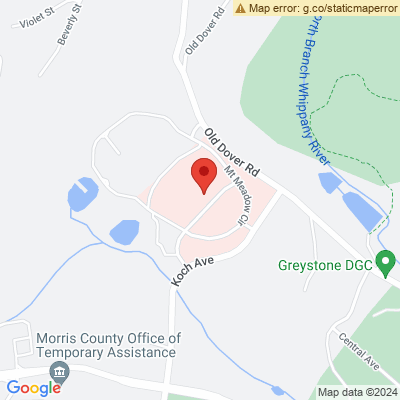 Map error: g.co/staticmaperror
Violet St
Beverly St
Old Dover Rd
North Branch Whippany River
Old Dover Rd
Mt Meadow Cir
Koch Ave
Greystone DGC
Morris County Office of
Temporary Assistance
Central Ave
Google
Map data ©2024